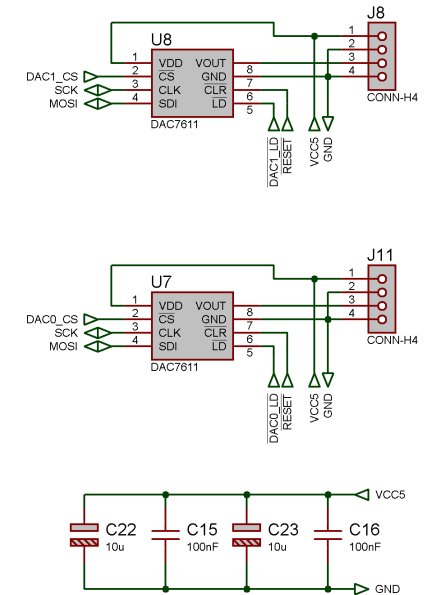 J8
U8
1 VDD VOUT 8 1
DAC1_CS 2 CS GND 7 2
SCK 3 CLK CLR 6 3
MOSI 4 SDI LD 5 4
DAC7611
CONN-H4
DAC1_LD
RESET
VCC5
GND
J11
U7
1 VDD VOUT 8 1
DAC0_CS 2 CS GND 7 2
SCK 3 CLK CLR 6 3
MOSI 4 SDI LD 5 4
DAC7611
CONN-H4
DAC0_LD
RESET
VCC5
GND
VCC5
C22 C15 C23 C16
10u 100nF 10u 100nF
GND